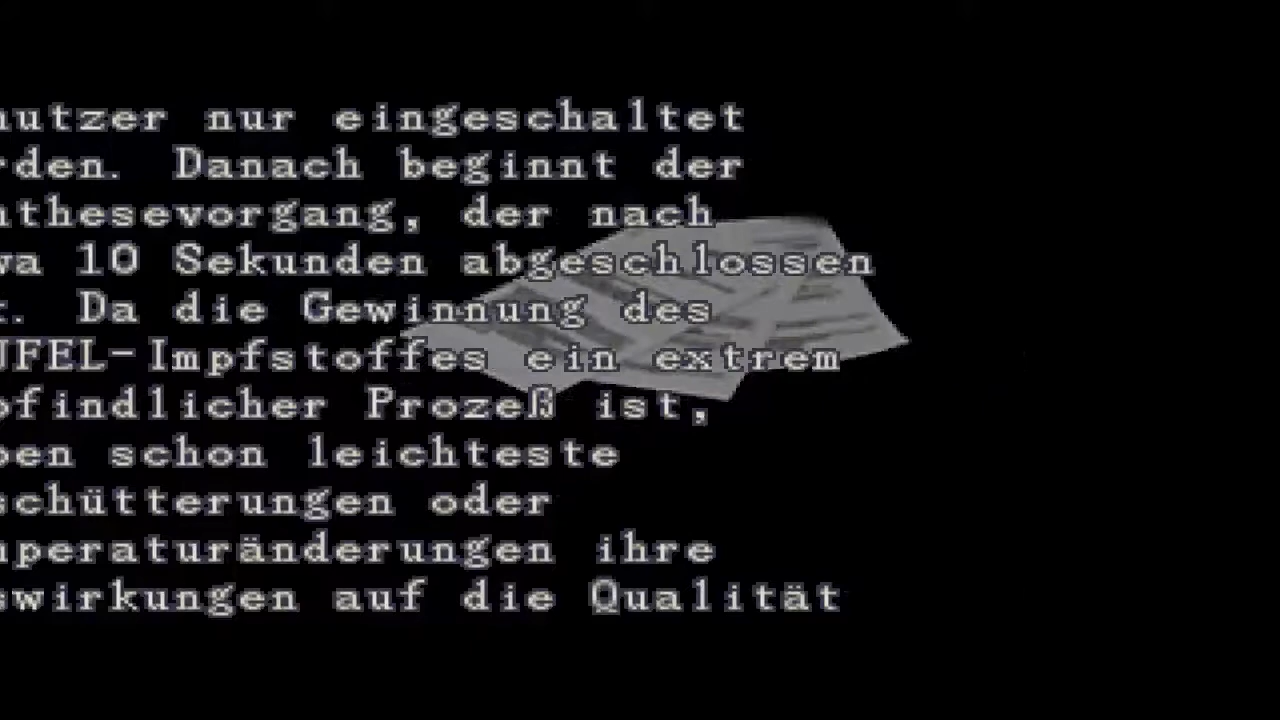 nutzer nur eingeschaltet
rden. Danach beginnt der
nthesevorgang, der nach
wa 10 Sekunden abgeschlossen
t. Da die Gewinnung des
UFEL-Impfstoffes ein extrem
pfindlicher Prozeß ist,
ben schon leichteste
schütterungen oder
mperaturänderungen ihre
swirkungen auf die Qualität